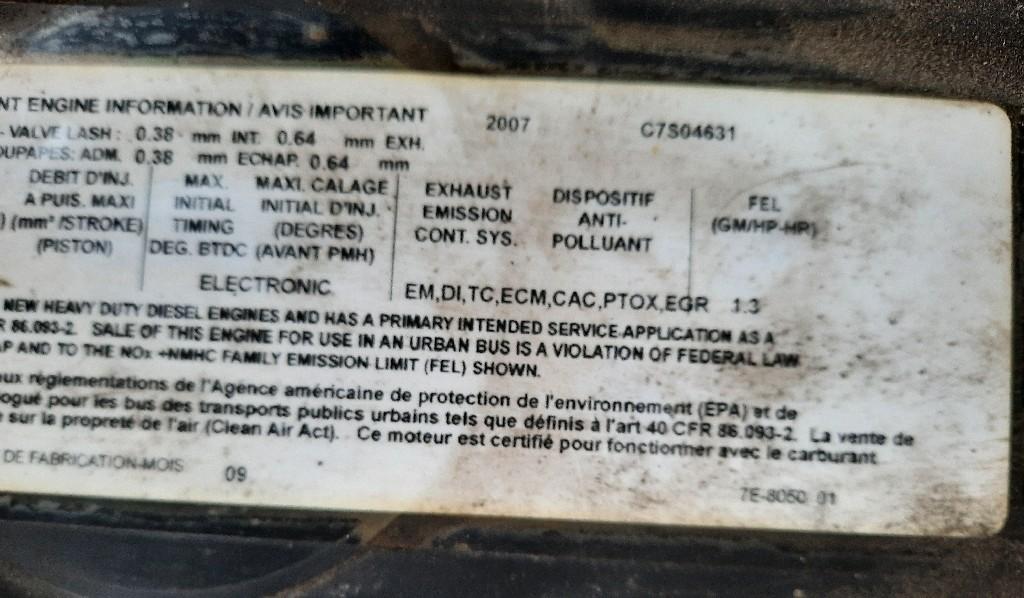 NT ENGINE INFORMATION / AVIS IMPORTANT 2007 C7S04631
- VALVE LASH : 0.38 mm INT. 0.64 mm EXH.
OUPAPES: ADM. 0.38 mm ECHAP. 0.64 mm
DEBIT D'INJ. MAX. MAXI. CALAGE EXHAUST DISPOSITIF FEL
A PUIS. MAXI INITIAL INITIAL D'INJ. EMISSION ANTI- (GM/HP-HR)
) (mm³ /STROKE) TIMING (DEGRES) CONT. SYS. POLLUANT
(PISTON) DEG. BTDC (AVANT PMH)
ELECTRONIC EM,DI,TC,ECM,CAC,PTOX,EGR 1.3
NEW HEAVY DUTY DIESEL ENGINES AND HAS A PRIMARY INTENDED SERVICE APPLICATION AS A
R 86.093-2. SALE OF THIS ENGINE FOR USE IN AN URBAN BUS IS A VIOLATION OF FEDERAL LAW
AP AND TO THE NOx +NMHC FAMILY EMISSION LIMIT (FEL) SHOWN.
aux réglementations de l'Agence américaine de protection de l'environnement (EPA) et de
ogué pour les bus des transports publics urbains tels que définis à l'art 40 CFR 86.093-2. La vente de
sur la propreté de l'air (Clean Air Act). Ce moteur est certifié pour fonctionner avec le carburant
DE FABRICATION-MOIS 09 7E-8050 01